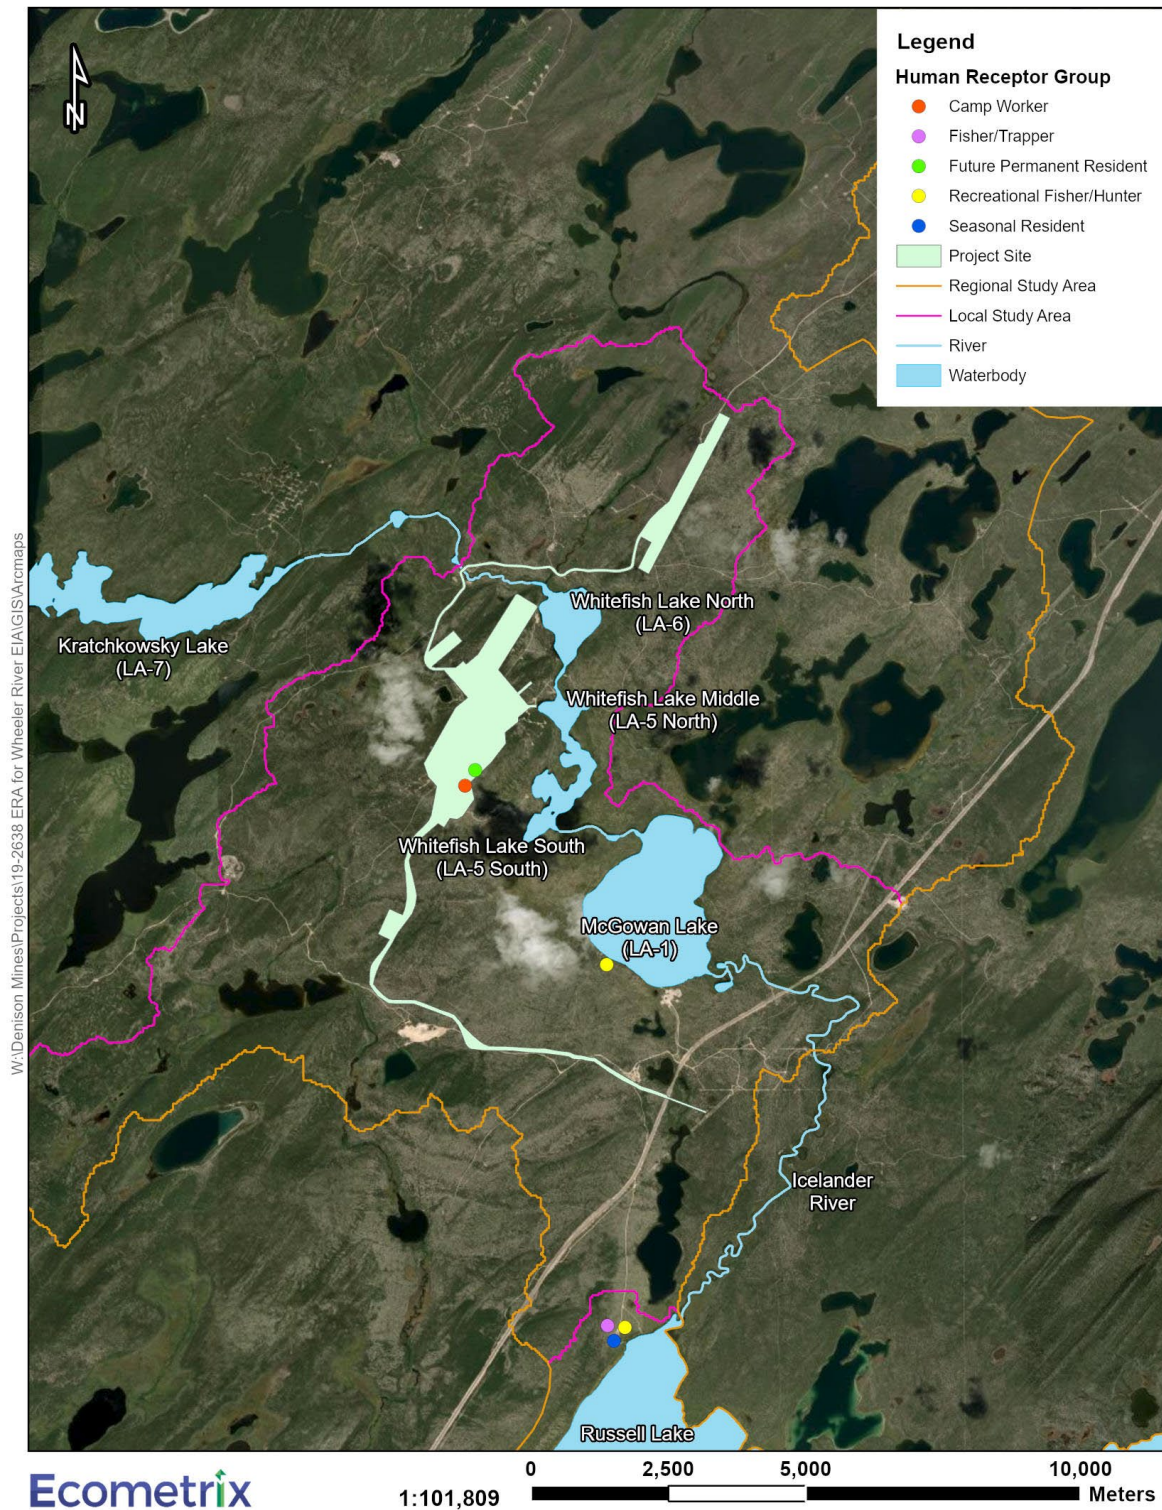 N
Legend
Human Receptor Group
Camp Worker
Fisher/Trapper
Future Permanent Resident
Recreational Fisher/Hunter
Seasonal Resident
Project Site
Regional Study Area
Local Study Area
River
Waterbody
W:\Denison Mines\Projects\19-2638 ERA for Wheeler River EIA\GIS\Arcmaps
Whitefish Lake North
(LA-6)
Kratchkowsky Lake
(LA-7)
Whitefish Lake Middle
(LA-5 North)
Whitefish Lake South
(LA-5 South)
McGowan Lake
(LA-1)
Icelander
River
Russell Lake
Ecometrix
1:101,809
0 2,500 5,000 10,000
Meters